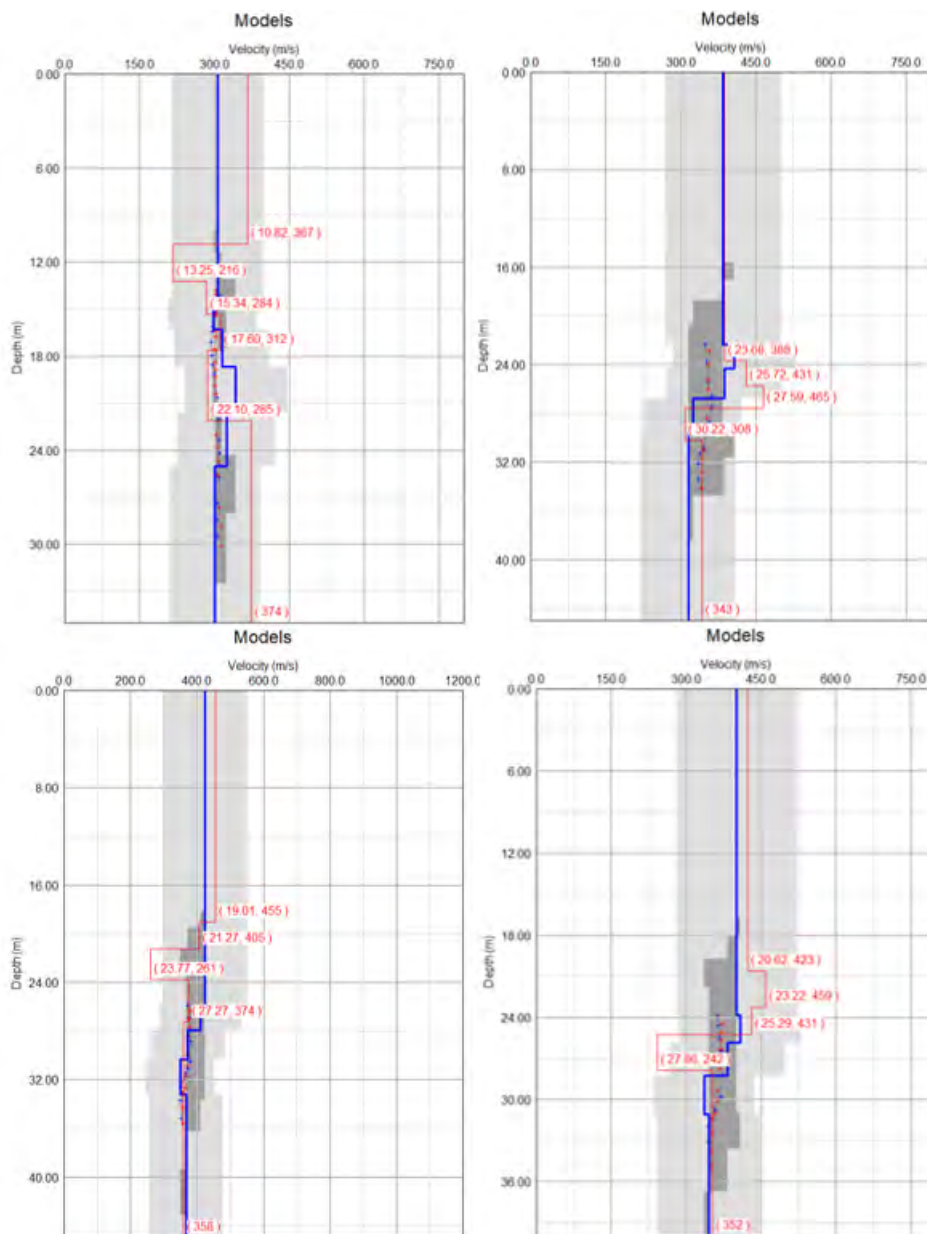 Models
Velocity (m/s)
0.00 150.0 300.0 450.0 600.0 750.0
0.00
6.00
12.00
18.00
24.00
30.00
Depth (m)
( 10.82, 367 )
( 13.25, 216 )
( 15.34, 284 )
( 17.60, 312 )
( 22.10, 285 )
( 374 )
Models
Velocity (m/s)
0.00 150.0 300.0 450.0 600.0 750.0
0.00
8.00
16.00
24.00
32.00
40.00
Depth (m)
( 23.66, 388 )
( 25.72, 431 )
( 27.59, 465 )
( 30.22, 308 )
( 343 )
Models
Velocity (m/s)
0.00 200.0 400.0 600.0 800.0 1000.0 1200.0
0.00
8.00
16.00
24.00
32.00
40.00
Depth (m)
( 19.01, 455 )
( 21.27, 405 )
( 23.77, 261 )
( 27.27, 374 )
( 358 )
Models
Velocity (m/s)
0.00 150.0 300.0 450.0 600.0 750.0
0.00
6.00
12.00
18.00
24.00
30.00
36.00
Depth (m)
( 20.62, 423 )
( 23.22, 459 )
( 25.29, 431 )
( 27.86, 242 )
( 352 )